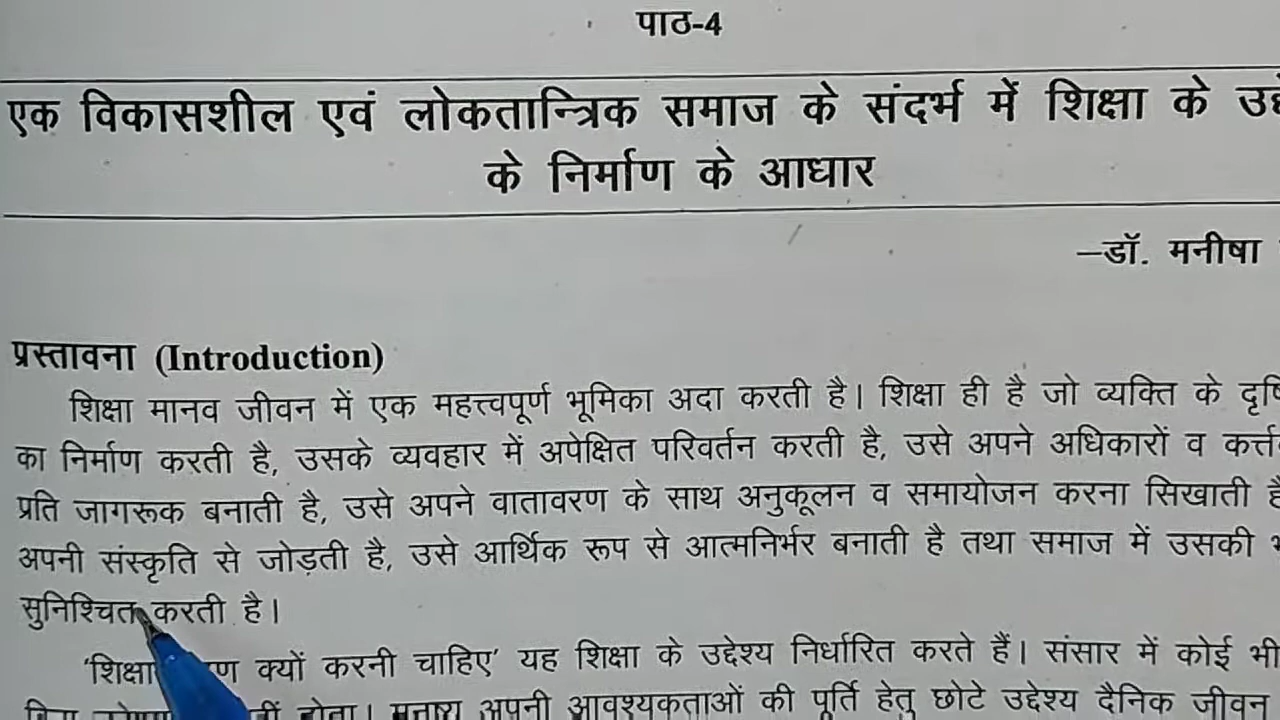 पाठ-4
एक विकासशील एवं लोकतान्त्रिक समाज के संदर्भ में शिक्षा के
के निर्माण के आधार
–डॉ. मनीषा
प्रस्तावना (Introduction)
शिक्षा मानव जीवन में एक महत्त्वपूर्ण भूमिका अदा करती है। शिक्षा ही है जो व्यक्ति के
का निर्माण करती है, उसके व्यवहार में अपेक्षित परिवर्तन करती है, उसे अपने अधिकारों व
प्रति जागरूक बनाती है, उसे अपने वातावरण के साथ अनुकूलन व समायोजन करना सिखाती
अपनी संस्कृति से जोड़ती है, उसे आर्थिक रूप से आत्मनिर्भर बनाती है तथा समाज में उसकी
सुनिश्चित करती है।
'शिक्षा क्यों करनी चाहिए' यह शिक्षा के उद्देश्य निर्धारित करते हैं। संसार में कोई भी
होता। मनुष्य अपनी आवश्यकताओं की पूर्ति हेतु छोटे उद्देश्य दैनिक जीवन